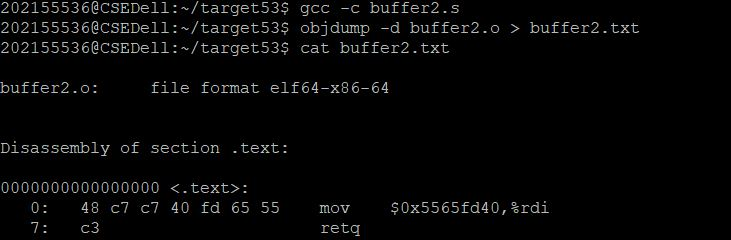 202155536@CSEDell:~/target53$ gcc -c buffer2.s
202155536@CSEDell:~/target53$ objdump -d buffer2.o > buffer2.txt
202155536@CSEDell:~/target53$ cat buffer2.txt
buffer2.o:     file format elf64-x86-64
Disassembly of section .text:
0000000000000000 <.text>:
   0:   48 c7 c7 40 fd 65 55    mov    $0x5565fd40,%rdi
   7:   c3                      retq